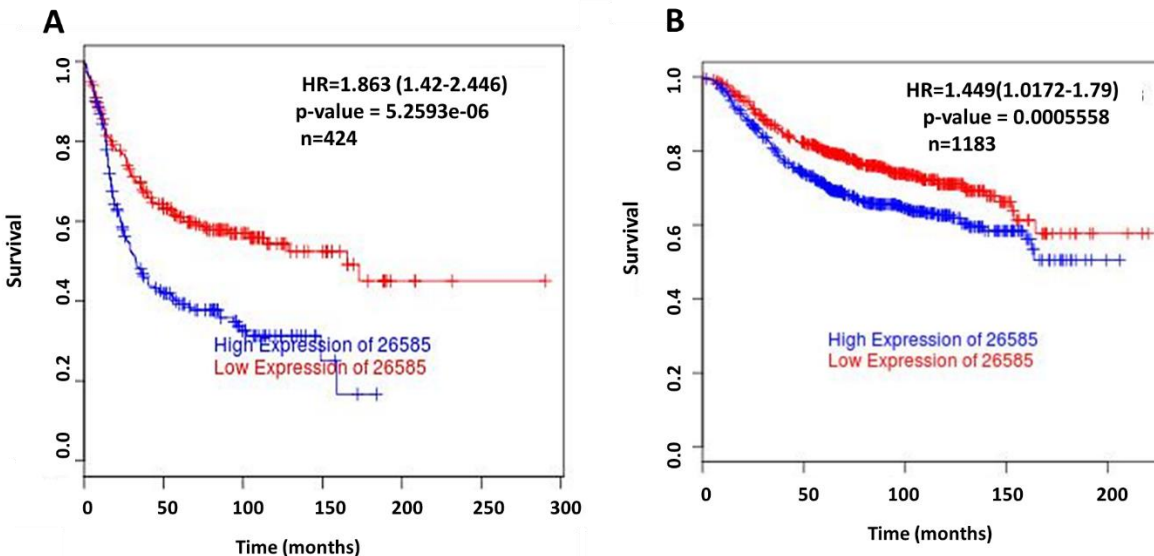 A
HR=1.863 (1.42-2.446)
p-value = 5.2593e-06
n=424
Survival
1.0
0.8
0.6
0.4
0.2
0.0
High Expression of 26585
Low Expression of 26585
0 50 100 150 200 250 300
Time (months)
B
HR=1.449(1.0172-1.79)
p-value = 0.0005558
n=1183
Survival
1.0
0.8
0.6
0.4
0.2
0.0
High Expression of 26585
Low Expression of 26585
0 50 100 150 200
Time (months)